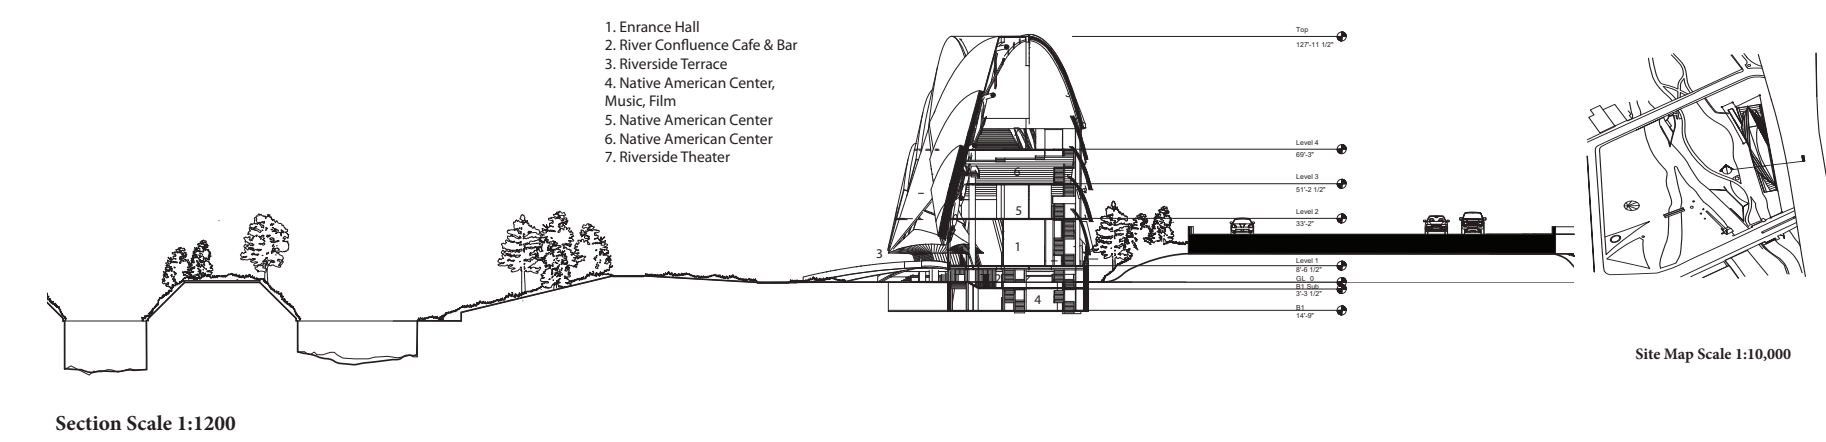 1. Enrance Hall
2. River Confluence Cafe & Bar
3. Riverside Terrace
4. Native American Center,
Music, Film
5. Native American Center
6. Native American Center
7. Riverside Theater
Top
127'-11 1/2"
Level 4
69'-3"
Level 3
51'-2 1/2"
Level 2
33'-2"
Level 1
8'-6 1/2"
GL 0
B1 Sub
3'-3 1/2"
B1
14'-9"
6
5
1
3
2
4
Site Map Scale 1:10,000
Section Scale 1:1200